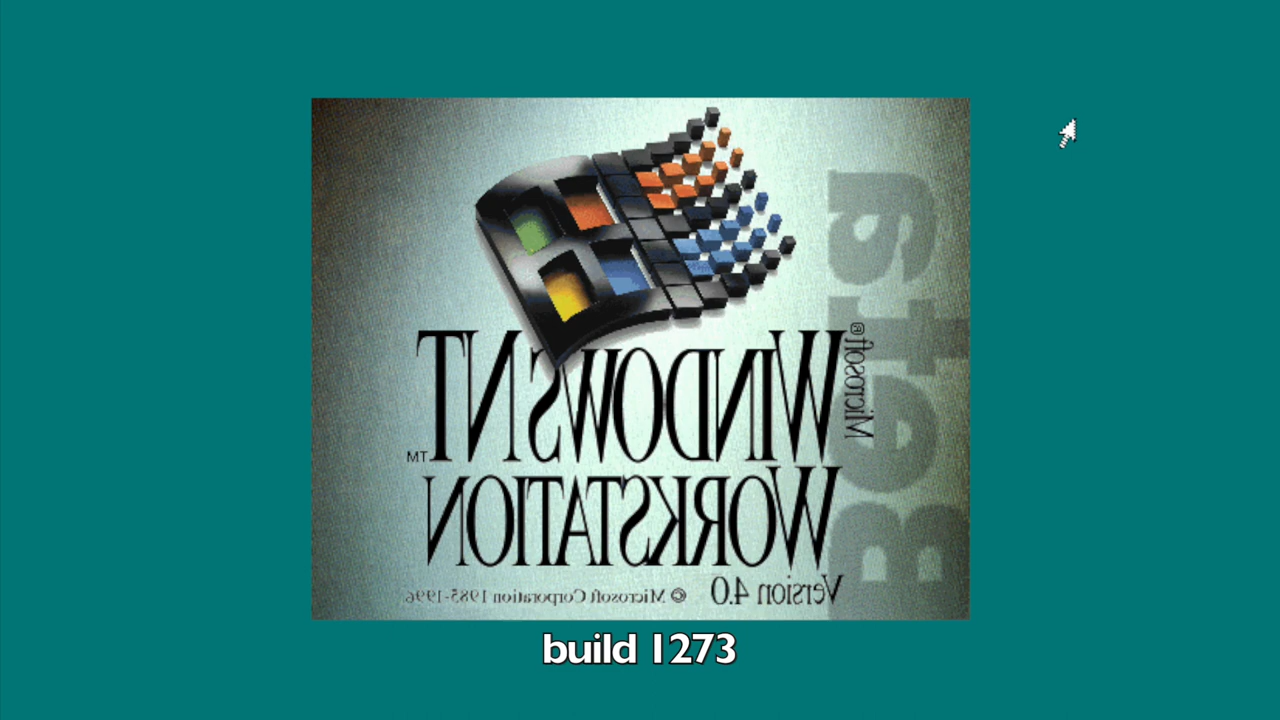 Beta
Microsoft®
WINDOWS NT™
WORKSTATION
Version 4.0 © Microsoft Corporation 1985-1996
build 1273